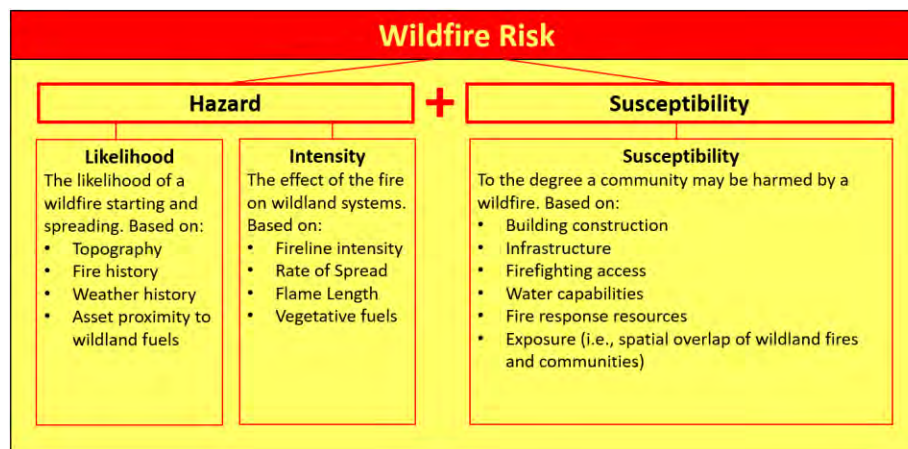 Wildfire Risk
Hazard
+
Susceptibility
Likelihood
The likelihood of a
wildfire starting and
spreading. Based on:
• Topography
• Fire history
• Weather history
• Asset proximity to
wildland fuels
Intensity
The effect of the fire
on wildland systems.
Based on:
• Fireline intensity
• Rate of Spread
• Flame Length
• Vegetative fuels
Susceptibility
To the degree a community may be harmed by a
wildfire. Based on:
• Building construction
• Infrastructure
• Firefighting access
• Water capabilities
• Fire response resources
• Exposure (i.e., spatial overlap of wildland fires
and communities)